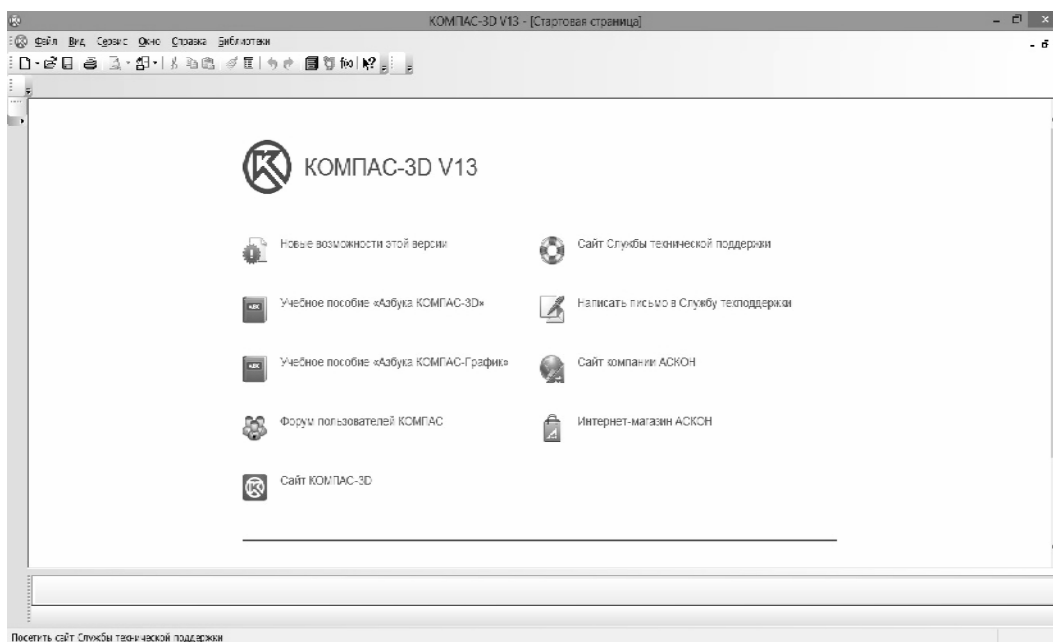 КОМПАС-3D V13 - [Стартовая страница]
Файл Вид Сервис Окно Справка Библиотеки
f(x)
КОМПАС-3D V13
Новые возможности этой версии
Сайт Службы технической поддержки
ABC
Учебное пособие «Азбука КОМПАС-3D»
Написать письмо в Службу техподдержки
ABC
Учебное пособие «Азбука КОМПАС-График»
Сайт компании АСКОН
Форум пользователей КОМПАС
Интернет-магазин АСКОН
Сайт КОМПАС-3D
Посетить сайт Службы технической поддержки